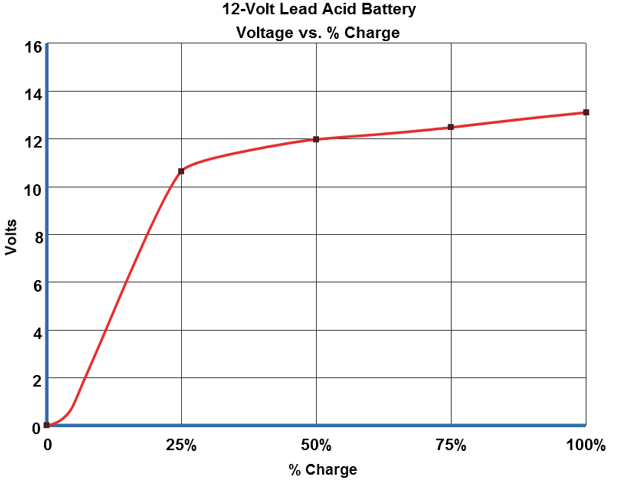 12-Volt Lead Acid Battery
Voltage vs. % Charge
16
14
12
10
8
6
4
2
0
Volts
0 25% 50% 75% 100%
% Charge